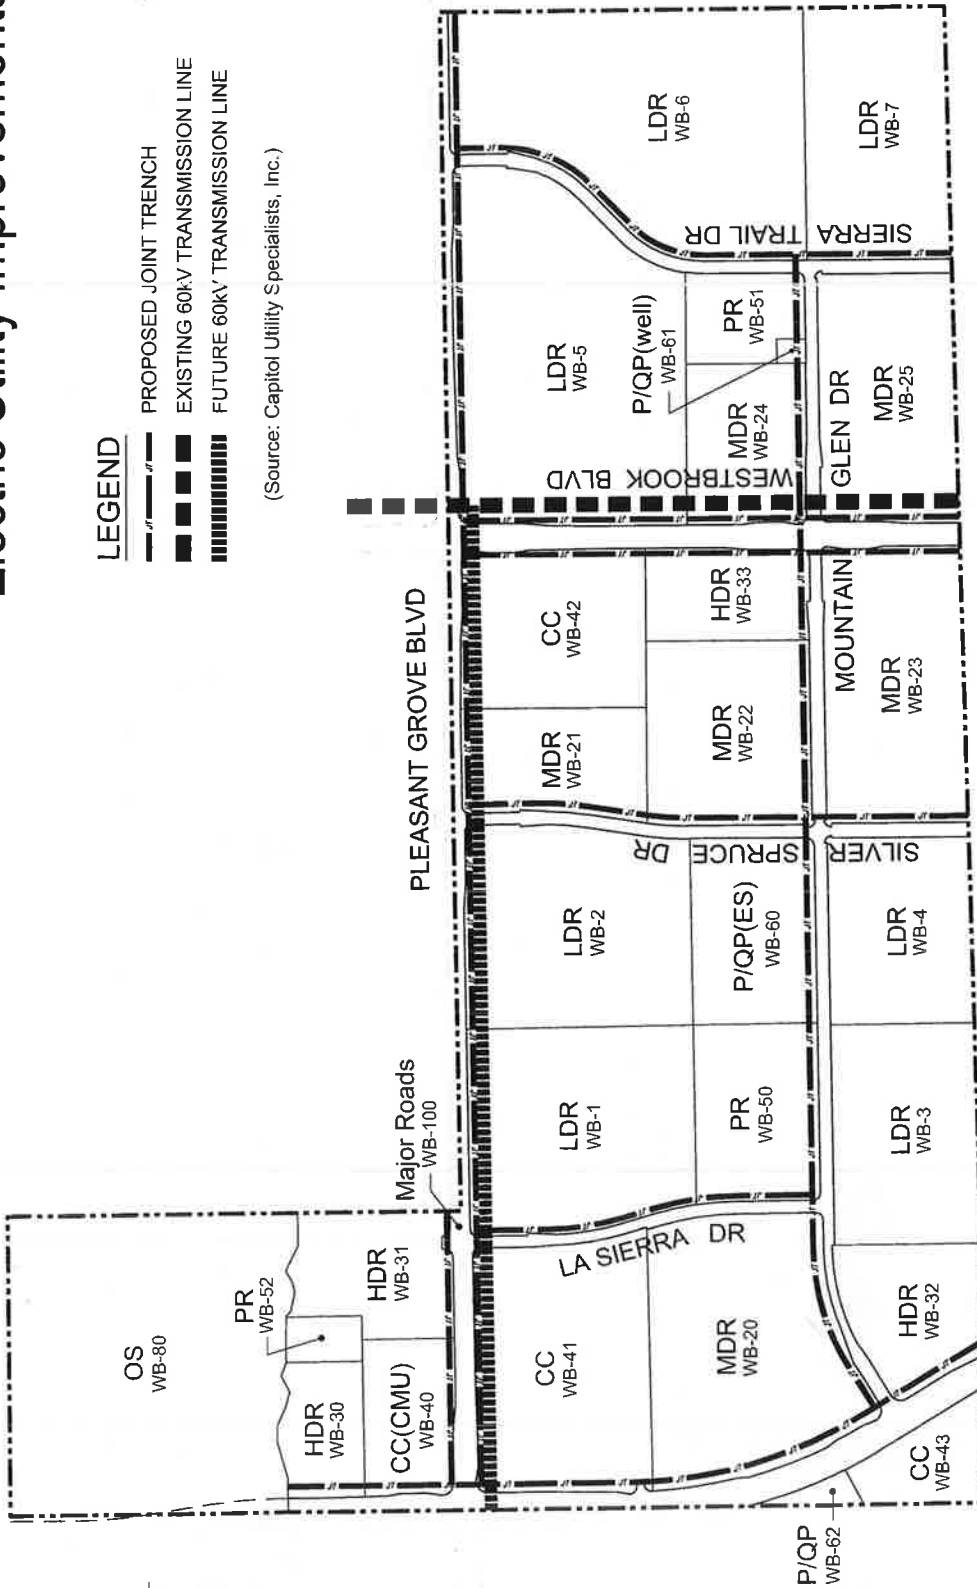 Electric Utility Improvements
LEGEND
JT
PROPOSED JOINT TRENCH
EXISTING 60kV TRANSMISSION LINE
FUTURE 60kV TRANSMISSION LINE
(Source: Capitol Utility Specialists, Inc.)
OS
WB-80
PR
WB-52
HDR
WB-30
HDR
WB-31
CC(CMU)
WB-40
Major Roads
WB-100
PLEASANT GROVE BLVD
CC
WB-41
LDR
WB-1
LDR
WB-2
MDR
WB-21
CC
WB-42
LDR
WB-5
LDR
WB-6
LA SIERRA DR
MDR
WB-20
PR
WB-50
P/QP(ES)
WB-60
SILVER SPRUCE DR
MDR
WB-22
HDR
WB-33
WESTBROOK BLVD
MDR
WB-24
P/QP(well)
WB-61
PR
WB-51
SIERRA TRAIL DR
P/QP
WB-62
CC
WB-43
HDR
WB-32
LDR
WB-3
LDR
WB-4
MOUNTAIN GLEN DR
MDR
WB-23
MDR
WB-25
LDR
WB-7